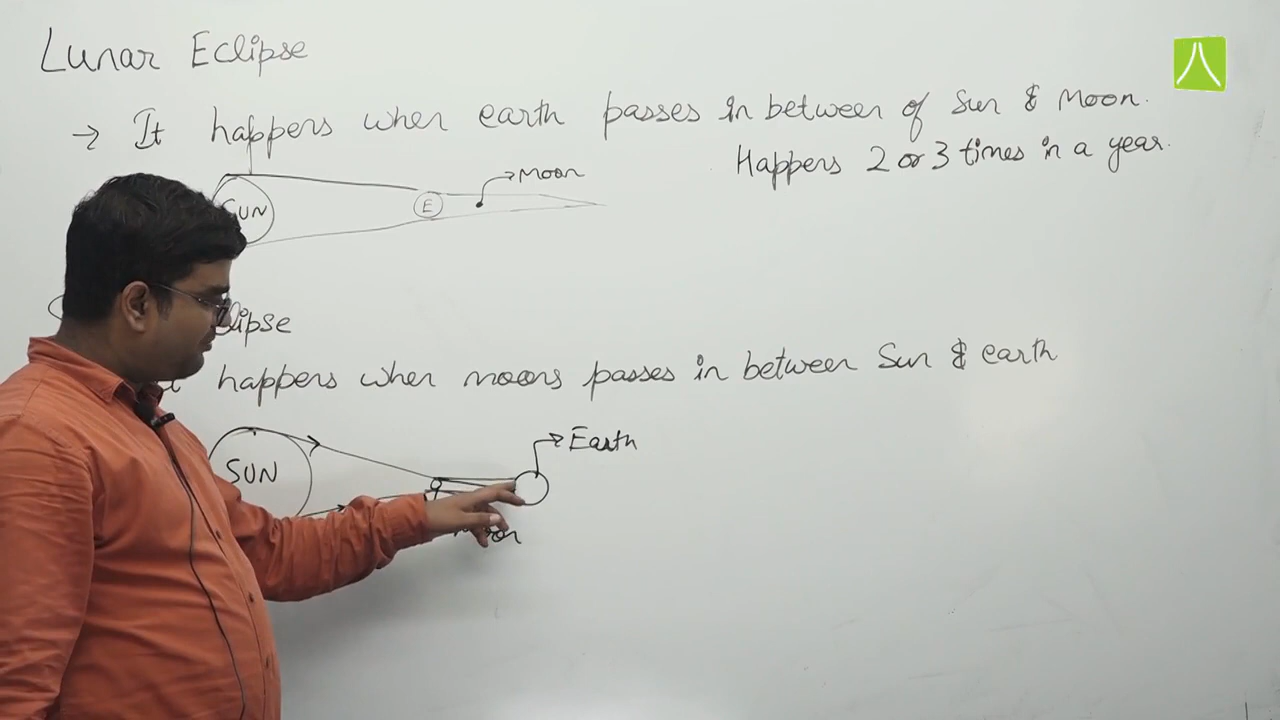 Lunar Eclipse
→ It happens when earth passes in between of Sun & Moon.
Happens 2 or 3 times in a year.
Moon
SUN
E
happens when moons passes in between Sun & earth
Earth
SUN